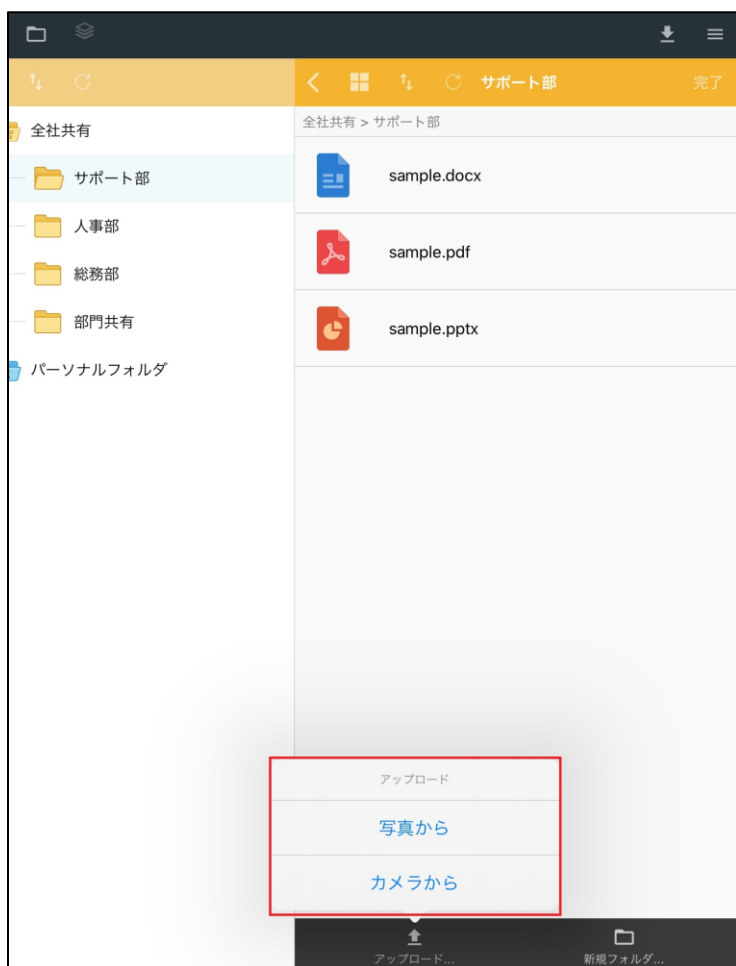 サポート部
完了
全社共有
サポート部
人事部
総務部
部門共有
パーソナルフォルダ
全社共有 > サポート部
sample.docx
sample.pdf
sample.pptx
アップロード
写真から
カメラから
アップロード...
新規フォルダ...